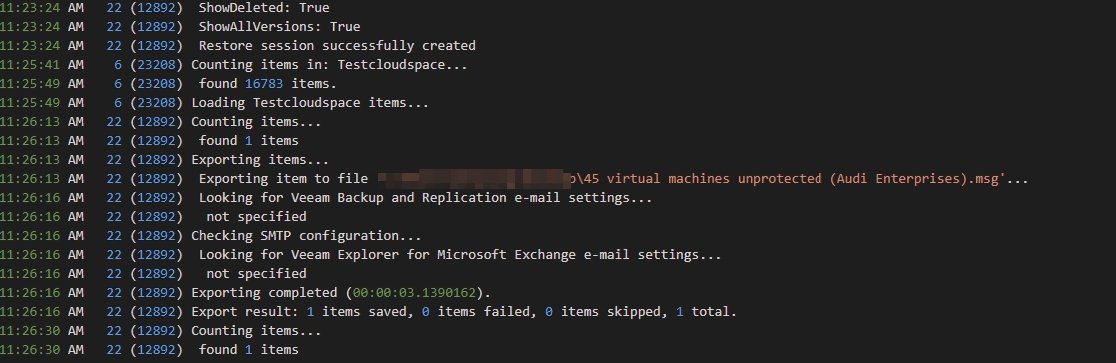 11:23:24 AM 22 (12892) ShowDeleted: True
11:23:24 AM 22 (12892) ShowAllVersions: True
11:23:24 AM 22 (12892) Restore session successfully created
11:25:41 AM 6 (23208) Counting items in: Testcloudspace...
11:25:49 AM 6 (23208) found 16783 items.
11:25:49 AM 6 (23208) Loading Testcloudspace items...
11:26:13 AM 22 (12892) Counting items...
11:26:13 AM 22 (12892) found 1 items
11:26:13 AM 22 (12892) Exporting items...
11:26:13 AM 22 (12892) Exporting item to file \45 virtual machines unprotected (Audi Enterprises).msg'...
11:26:16 AM 22 (12892) Looking for Veeam Backup and Replication e-mail settings...
11:26:16 AM 22 (12892) not specified
11:26:16 AM 22 (12892) Checking SMTP configuration...
11:26:16 AM 22 (12892) Looking for Veeam Explorer for Microsoft Exchange e-mail settings...
11:26:16 AM 22 (12892) not specified
11:26:16 AM 22 (12892) Exporting completed (00:00:03.1390162).
11:26:16 AM 22 (12892) Export result: 1 items saved, 0 items failed, 0 items skipped, 1 total.
11:26:30 AM 22 (12892) Counting items...
11:26:30 AM 22 (12892) found 1 items